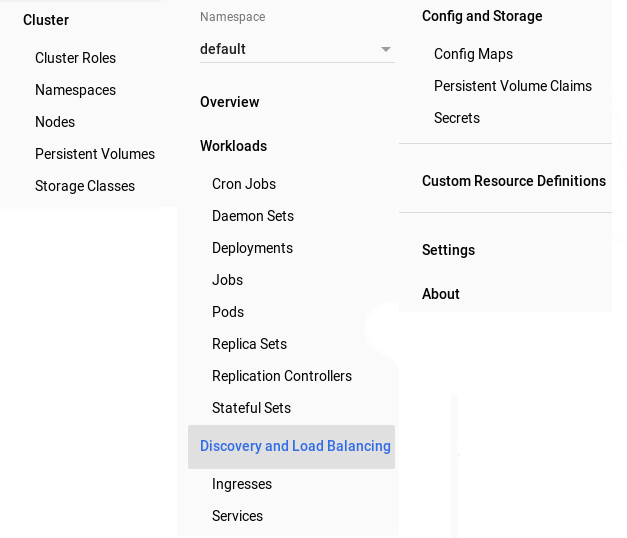 Cluster
Cluster Roles
Namespaces
Nodes
Persistent Volumes
Storage Classes
Namespace
default
Overview
Workloads
Cron Jobs
Daemon Sets
Deployments
Jobs
Pods
Replica Sets
Replication Controllers
Stateful Sets
Discovery and Load Balancing
Ingresses
Services
Config and Storage
Config Maps
Persistent Volume Claims
Secrets
Custom Resource Definitions
Settings
About